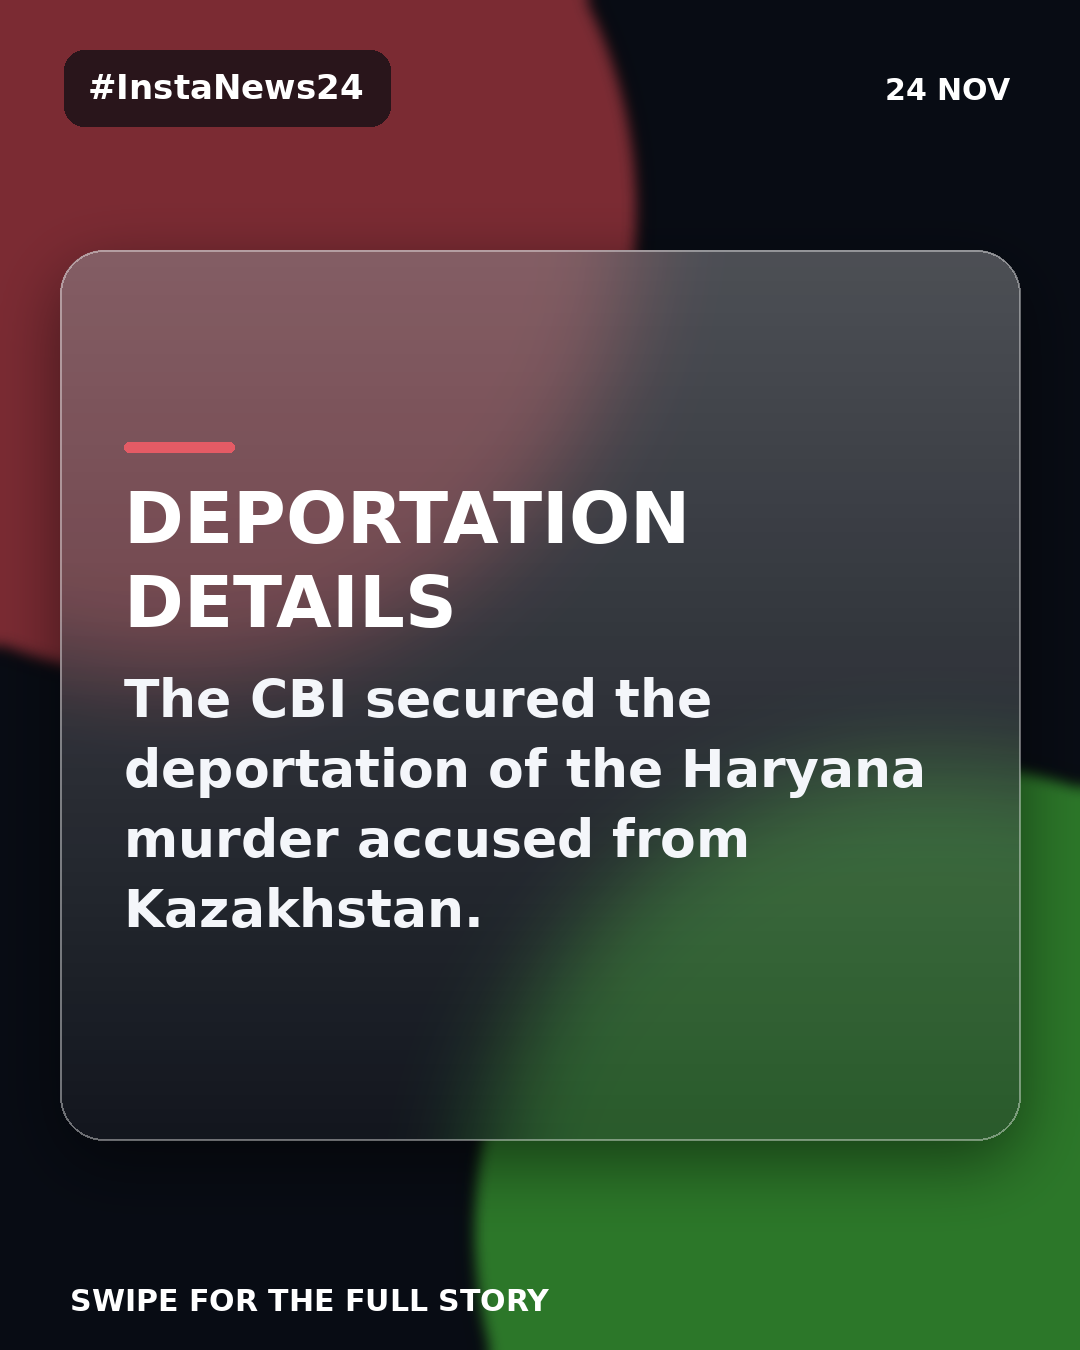 #InstaNews24
24 NOV
DEPORTATION
DETAILS
The CBI secured the
deportation of the Haryana
murder accused from
Kazakhstan.
SWIPE FOR THE FULL STORY